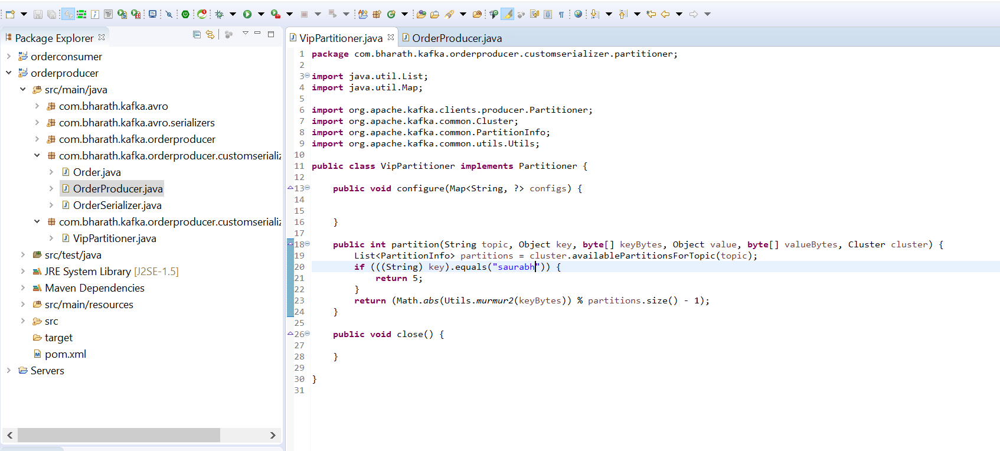 Package Explorer
orderconsumer
orderproducer
src/main/java
com.bharath.kafka.avro
com.bharath.kafka.avro.serializers
com.bharath.kafka.orderproducer
com.bharath.kafka.orderproducer.customserializ
Order.java
OrderProducer.java
OrderSerializer.java
com.bharath.kafka.orderproducer.customserializ
VipPartitioner.java
src/test/java
JRE System Library [J2SE-1.5]
Maven Dependencies
src/main/resources
src
target
pom.xml
Servers
VipPartitioner.java
OrderProducer.java
1 package com.bharath.kafka.orderproducer.customserializer.partitioner;
2
3 import java.util.List;
4 import java.util.Map;
5
6 import org.apache.kafka.clients.producer.Partitioner;
7 import org.apache.kafka.common.Cluster;
8 import org.apache.kafka.common.PartitionInfo;
9 import org.apache.kafka.common.utils.Utils;
10
11 public class VipPartitioner implements Partitioner {
12
13 public void configure(Map<String, ?> configs) {
14
15
16 }
17
18 public int partition(String topic, Object key, byte[] keyBytes, Object value, byte[] valueBytes, Cluster cluster) {
19 List<PartitionInfo> partitions = cluster.availablePartitionsForTopic(topic);
20 if (((String) key).equals("saurabh")) {
21 return 5;
22 }
23 return (Math.abs(Utils.murmur2(keyBytes)) % partitions.size() - 1);
24 }
25
26 public void close() {
27
28 }
29
30 }
31